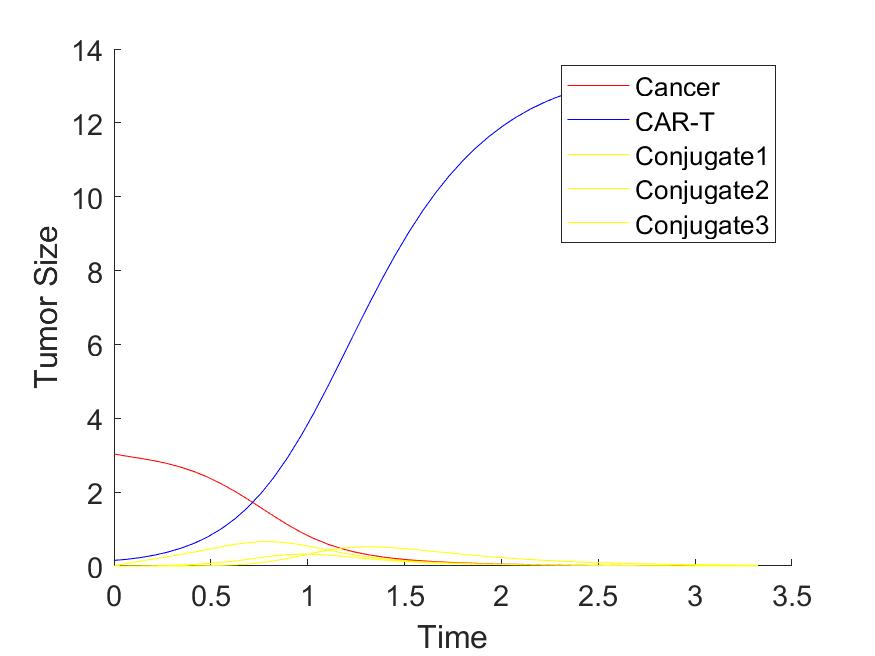 14
12
10
8
6
4
2
0
Tumor Size
Cancer
CAR-T
Conjugate1
Conjugate2
Conjugate3
0 0.5 1 1.5 2 2.5 3 3.5
Time